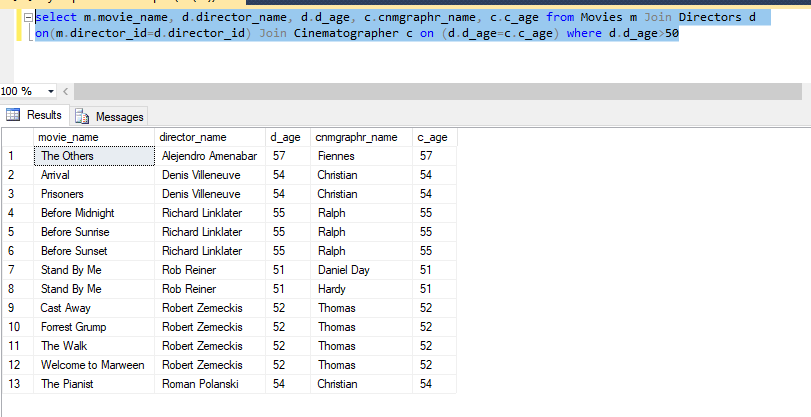 select m.movie_name, d.director_name, d.d_age, c.cnmgraphr_name, c.c_age from Movies m Join Directors d
on(m.director_id=d.director_id) Join Cinematographer c on (d.d_age=c.c_age) where d.d_age>50
100 %
Results Messages
movie_name director_name d_age cnmgraphr_name c_age
1 The Others Alejendro Amenabar 57 Fiennes 57
2 Arrival Denis Villeneuve 54 Christian 54
3 Prisoners Denis Villeneuve 54 Christian 54
4 Before Midnight Richard Linklater 55 Ralph 55
5 Before Sunrise Richard Linklater 55 Ralph 55
6 Before Sunset Richard Linklater 55 Ralph 55
7 Stand By Me Rob Reiner 51 Daniel Day 51
8 Stand By Me Rob Reiner 51 Hardy 51
9 Cast Away Robert Zemeckis 52 Thomas 52
10 Forrest Grump Robert Zemeckis 52 Thomas 52
11 The Walk Robert Zemeckis 52 Thomas 52
12 Welcome to Marween Robert Zemeckis 52 Thomas 52
13 The Pianist Roman Polanski 54 Christian 54